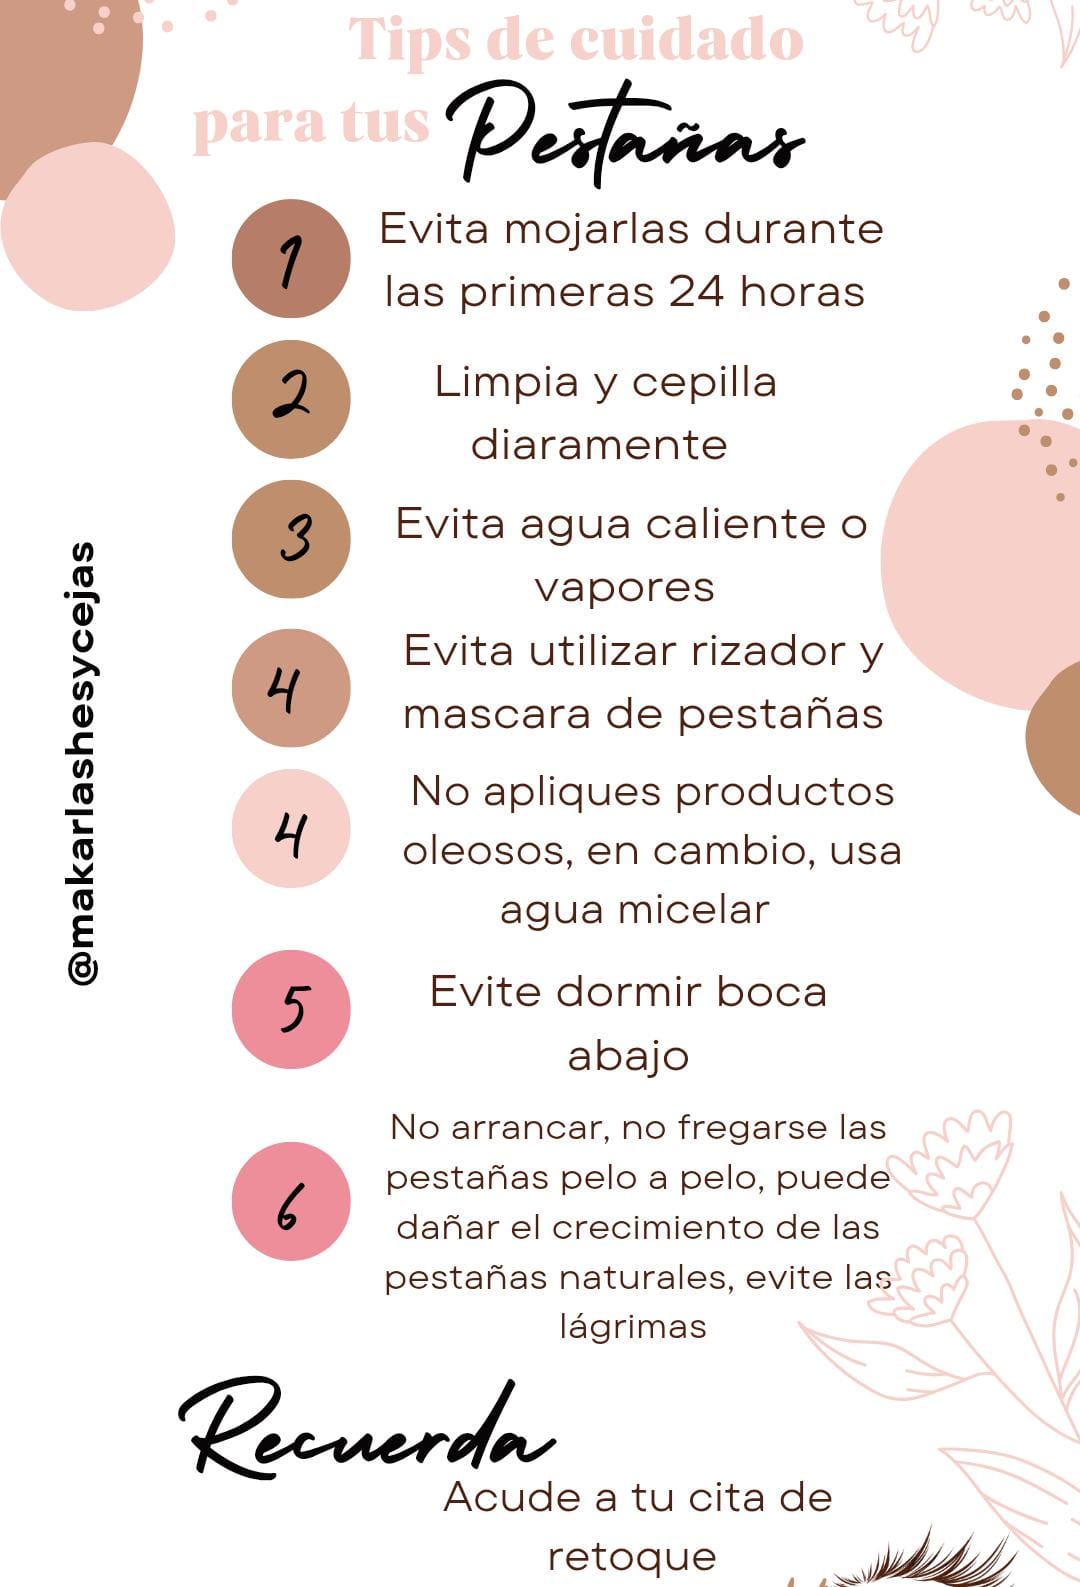 Tips de cuidado
para tus Pestañas
1 Evita mojarlas durante
las primeras 24 horas
2 Limpia y cepilla
diaramente
3 Evita agua caliente o
vapores
4 Evita utilizar rizador y
mascara de pestañas
4 No apliques productos
oleosos, en cambio, usa
agua micelar
5 Evite dormir boca
abajo
6 No arrancar, no fregarse las
pestañas pelo a pelo, puede
dañar el crecimiento de las
pestañas naturales, evite las
lágrimas
Recuerda
Acude a tu cita de
retoque
@makarlashesycejas